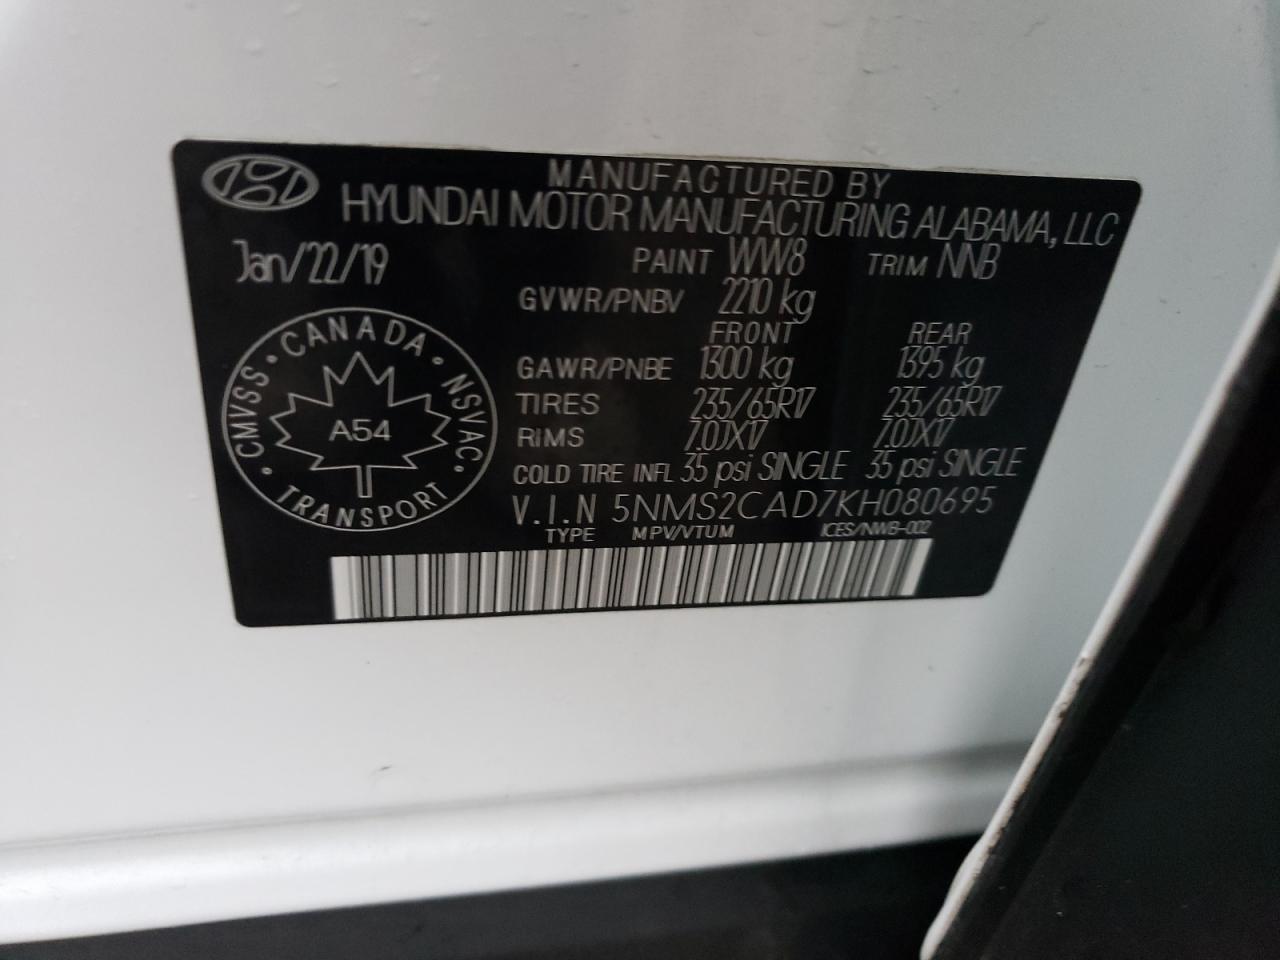 MANUFACTURED BY
HYUNDAI MOTOR MANUFACTURING ALABAMA, LLC
Jan/22/19 PAINT WW8 TRIM NNB
GVWR/PNBV 2210 kg
FRONT REAR
GAWR/PNBE 1300 kg 1395 kg
TIRES 235/65R17 235/65R17
RIMS 7.0JX17 7.0JX17
COLD TIRE INFL 35 psi SINGLE 35 psi SINGLE
V.I.N 5NMS2CAD7KH080695
TYPE MPV/VTUM ICES/NWB-002
CMVSS · CANADA · NSVAC · TRANSPORT ·
A54